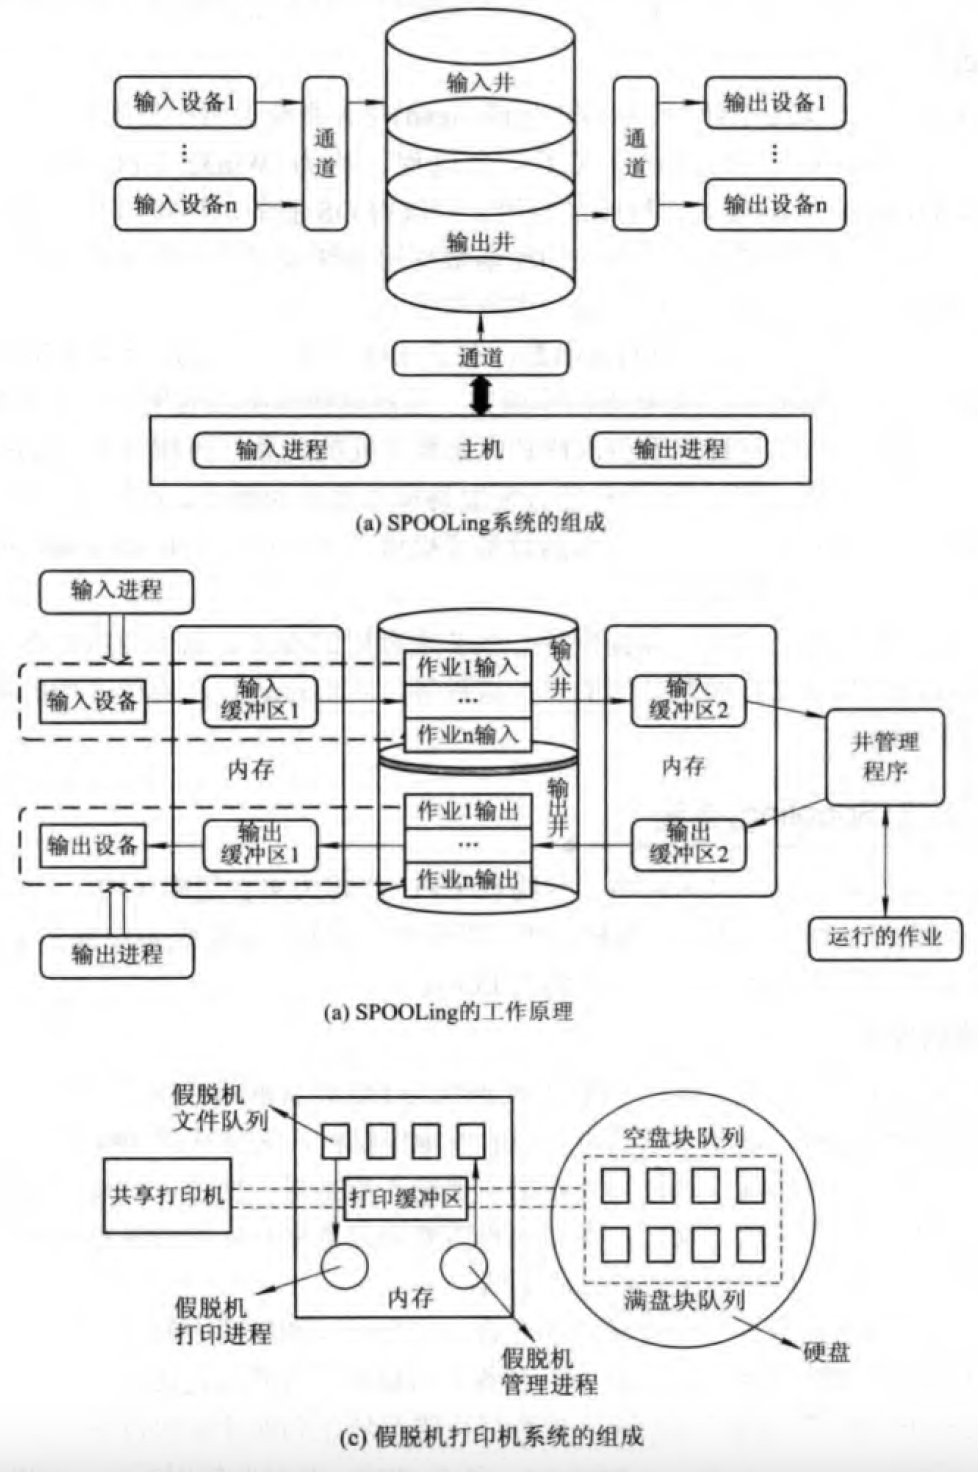 输入井
输入设备1
通道
通道
输出设备1
⋮
⋮
输入设备n
输出设备n
输出井
通道
输入进程
主机
输出进程
(a) SPOOLing系统的组成
输入进程
作业1输入
输入井
输入设备
输入
缓冲区1
...
输入
缓冲区2
作业n输入
井管理
程序
内存
内存
作业1输出
输出井
输出设备
输出
缓冲区1
...
输出
缓冲区2
作业n输出
输出进程
运行的作业
(a) SPOOLing的工作原理
假脱机
文件队列
空盘块队列
共享打印机
打印缓冲区
内存
满盘块队列
假脱机
打印进程
假脱机
管理进程
硬盘
(c) 假脱机打印机系统的组成